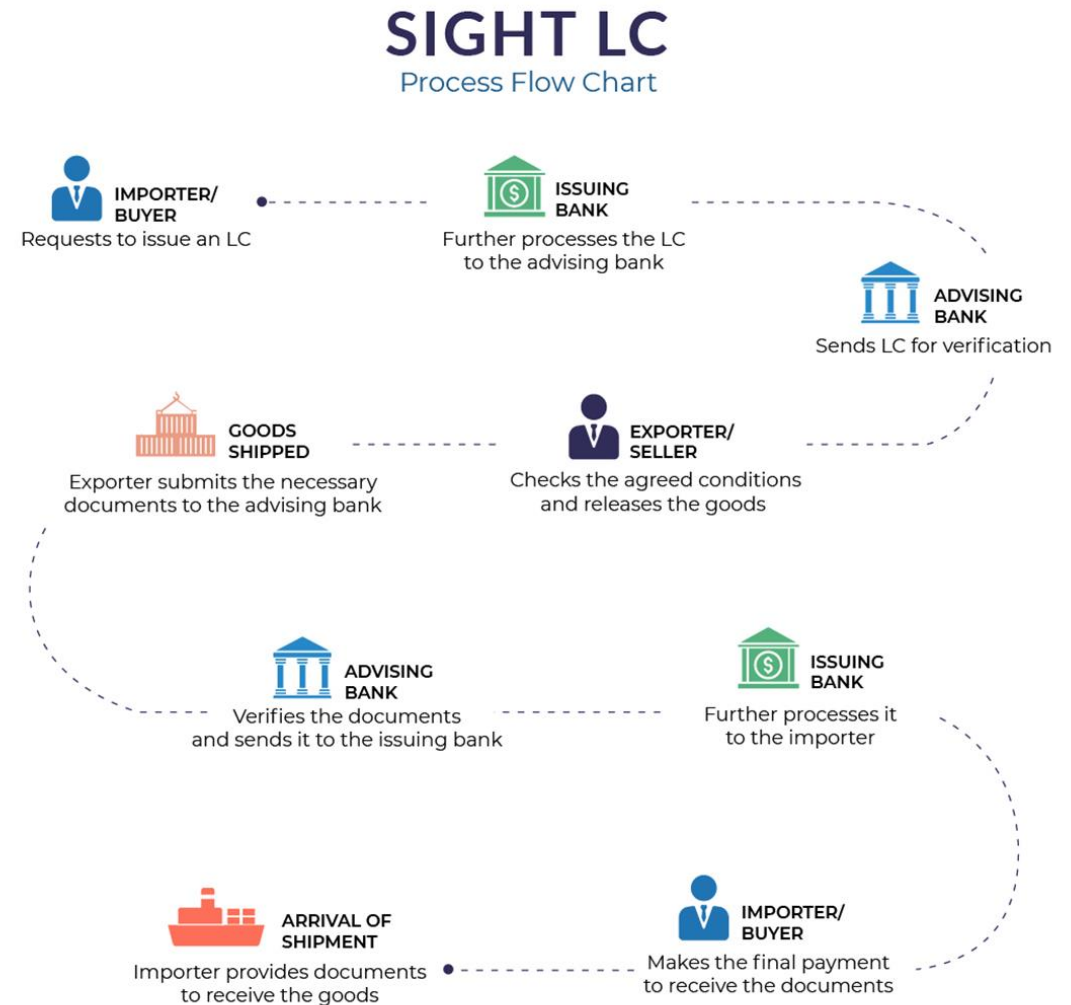 SIGHT LC
Process Flow Chart
IMPORTER/
BUYER
Requests to issue an LC
ISSUING
BANK
Further processes the LC
to the advising bank
ADVISING
BANK
Sends LC for verification
EXPORTER/
SELLER
Checks the agreed conditions
and releases the goods
GOODS
SHIPPED
Exporter submits the necessary
documents to the advising bank
ADVISING
BANK
Verifies the documents
and sends it to the issuing bank
ISSUING
BANK
Further processes it
to the importer
IMPORTER/
BUYER
Makes the final payment
to receive the documents
ARRIVAL OF
SHIPMENT
Importer provides documents
to receive the goods